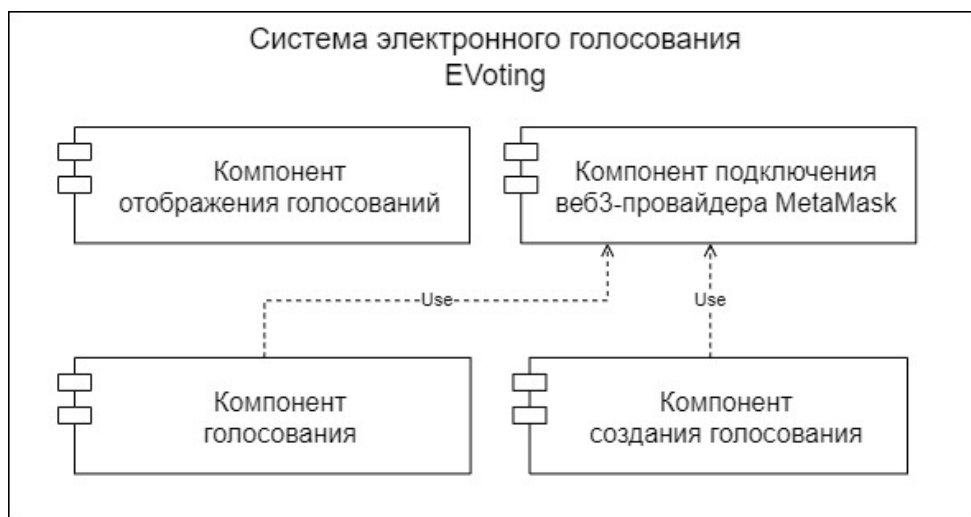 Система электронного голосования
EVoting
Компонент
отображения голосований
Компонент подключения
веб3-провайдера MetaMask
Use
Use
Компонент
голосования
Компонент
создания голосования